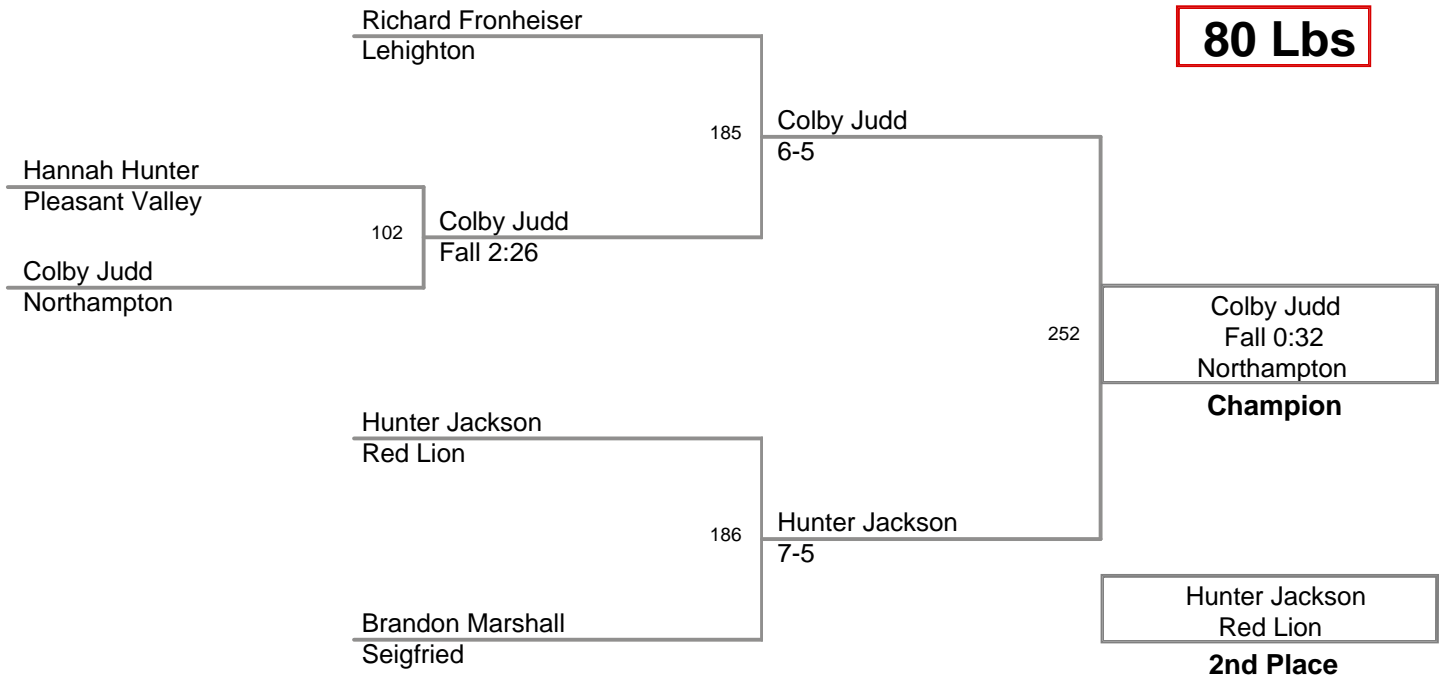 Richard Fronheiser
Lehighton
80 Lbs
185
Colby Judd
6-5
Hannah Hunter
Pleasant Valley
102
Colby Judd
Fall 2:26
Colby Judd
Northampton
252
Colby Judd
Fall 0:32
Northampton
Champion
Hunter Jackson
Red Lion
186
Hunter Jackson
7-5
Brandon Marshall
Seigfried
Hunter Jackson
Red Lion
2nd Place